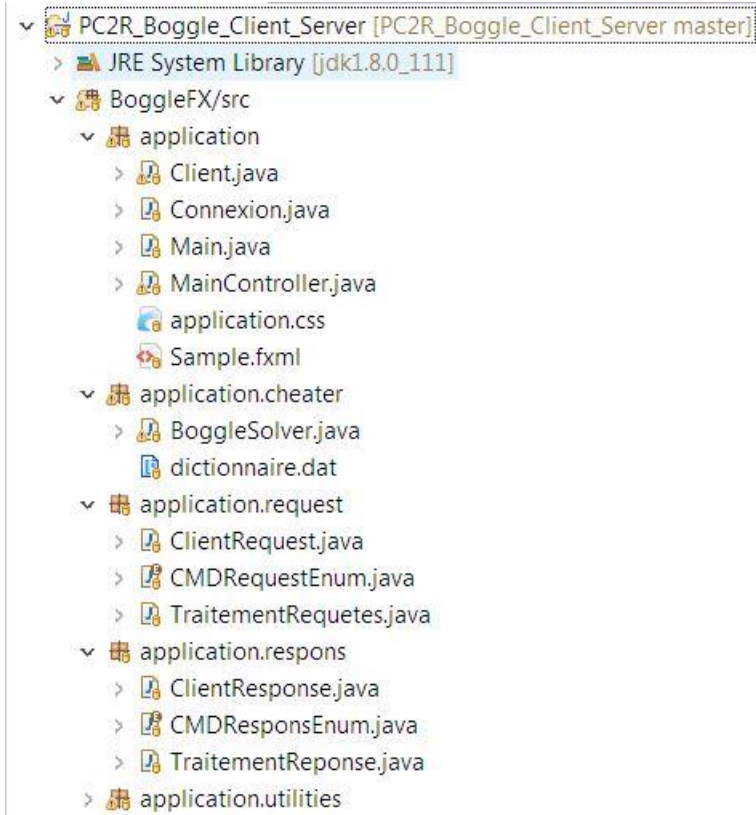 PC2R_Boggle_Client_Server [PC2R_Boggle_Client_Server master]
JRE System Library [jdk1.8.0_111]
BoggleFX/src
application
Client.java
Connexion.java
Main.java
MainController.java
application.css
Sample.fxml
application.cheater
BoggleSolver.java
dictionnaire.dat
application.request
ClientRequest.java
CMDRequestEnum.java
TraitementRequetes.java
application.respons
ClientResponse.java
CMDResponsEnum.java
TraitementReponse.java
application.utilities